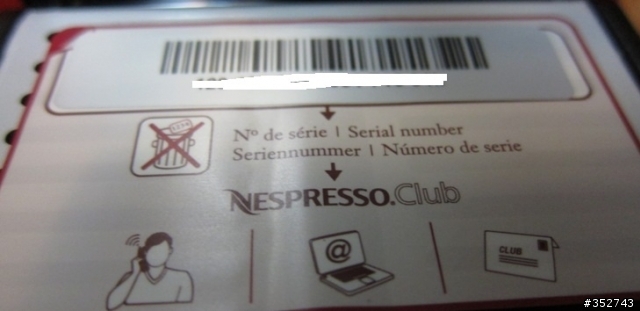 Nº de série | Serial number
Seriennummer | Número de serie
NESPRESSO.Club
@
CLUB
#352743